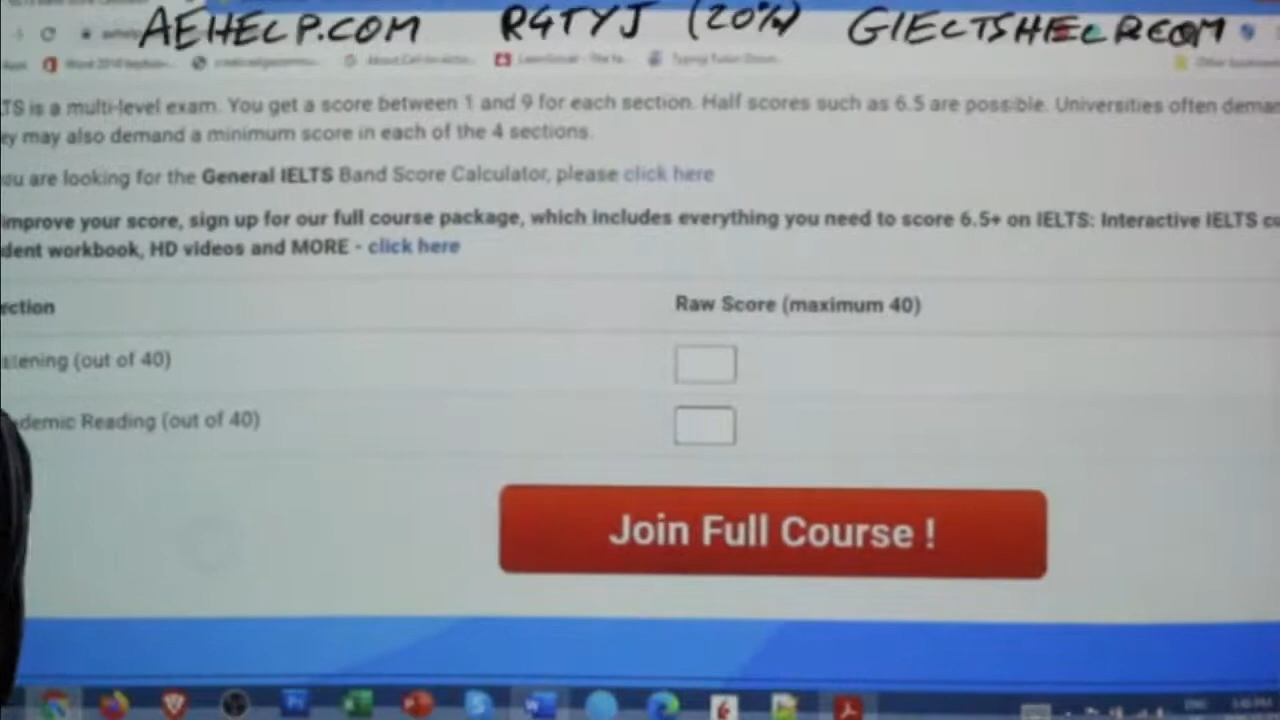 AEHELP.COM R4TYJ (20%) GIELTSHELP.COM
TS is a multi-level exam. You get a score between 1 and 9 for each section. Half scores such as 6.5 are possible. Universities often dema
ey may also demand a minimum score in each of the 4 sections.
ou are looking for the General IELTS Band Score Calculator, please click here
improve your score, sign up for our full course package, which includes everything you need to score 6.5+ on IELTS: Interactive IELTS co
dent workbook, HD videos and MORE - click here
ection Raw Score (maximum 40)
stening (out of 40)
demic Reading (out of 40)
Join Full Course !